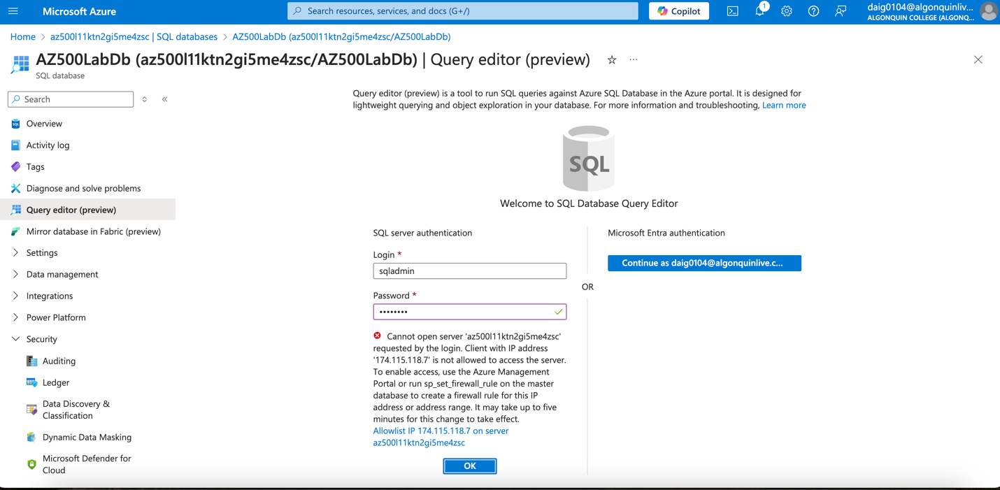 Microsoft Azure
Search resources, services, and docs (G+/)
Copilot
1
daig0104@algonquinliv...
ALGONQUIN COLLEGE (ALGONQ...
Home > az500l11ktn2gi5me4zsc | SQL databases > AZ500LabDb (az500l11ktn2gi5me4zsc/AZ500LabDb)
AZ500LabDb (az500l11ktn2gi5me4zsc/AZ500LabDb) | Query editor (preview)
SQL database
Search
Overview
Activity log
Tags
Diagnose and solve problems
Query editor (preview)
Mirror database in Fabric (preview)
Settings
Data management
Integrations
Power Platform
Security
Auditing
Ledger
Data Discovery &
Classification
Dynamic Data Masking
Microsoft Defender for
Cloud
Query editor (preview) is a tool to run SQL queries against Azure SQL Database in the Azure portal. It is designed for
lightweight querying and object exploration in your database. For more information and troubleshooting, Learn more
SQL
Welcome to SQL Database Query Editor
SQL server authentication
Login *
sqladmin
Password *
••••••••
Cannot open server 'az500l11ktn2gi5me4zsc'
requested by the login. Client with IP address
'174.115.118.7' is not allowed to access the server.
To enable access, use the Azure Management
Portal or run sp_set_firewall_rule on the master
database to create a firewall rule for this IP
address or address range. It may take up to five
minutes for this change to take effect.
Allowlist IP 174.115.118.7 on server
az500l11ktn2gi5me4zsc
OK
OR
Microsoft Entra authentication
Continue as daig0104@algonquinlive.c...